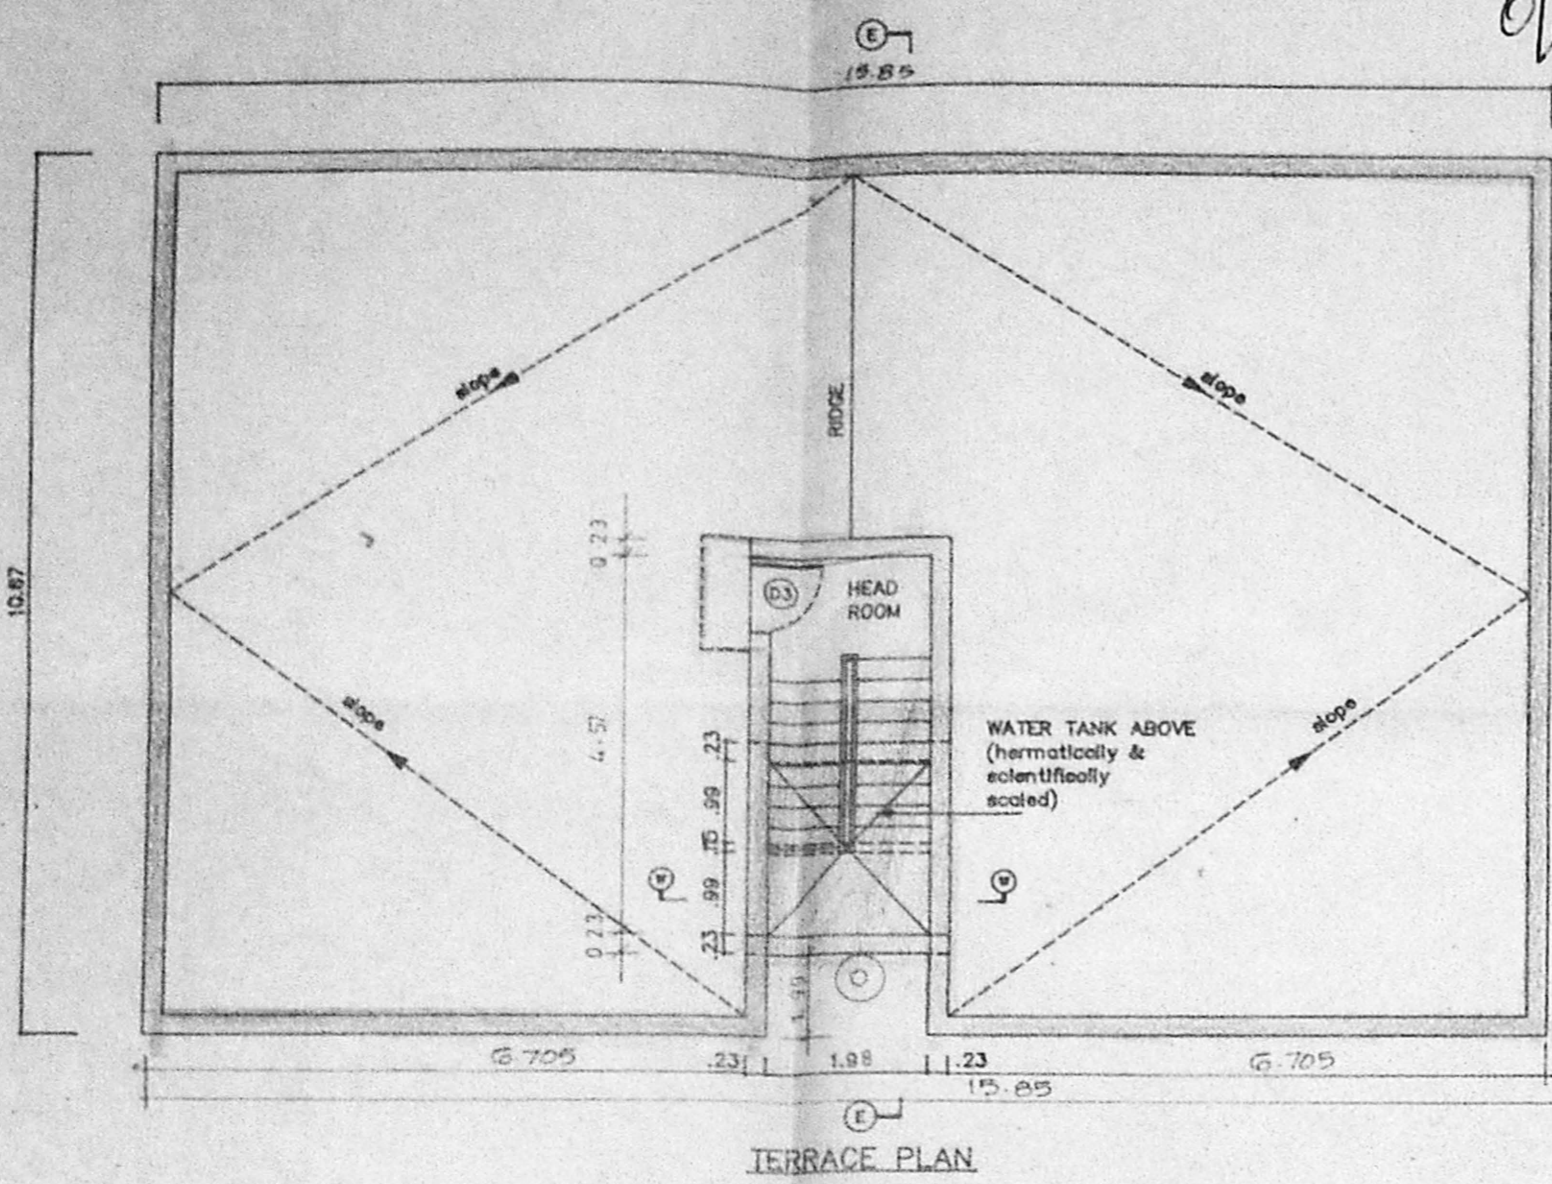 E
15.85
slope
slope
RIDGE
0.23
10.67
D3
HEAD
ROOM
slope
slope
4.57
.23
WATER TANK ABOVE
(hermatically &
scientifically
scaled)
.99
.99
W
W
0.23
.23
6.705
.23
1.98
.23
6.705
15.85
E
TERRACE PLAN